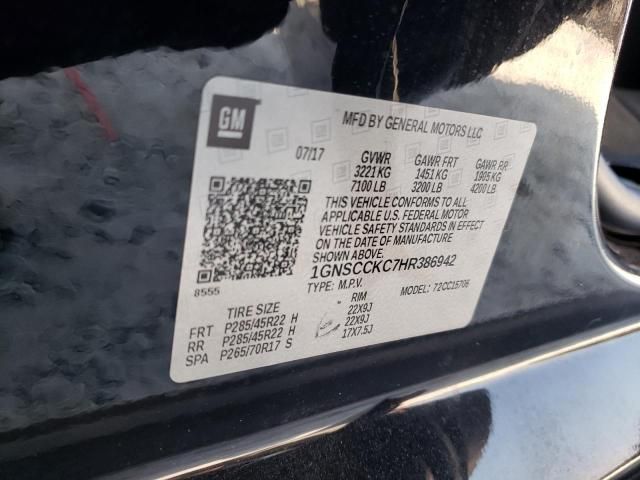 GM
MFD BY GENERAL MOTORS LLC
07/17
GVWR GAWR FRT GAWR RR
3221 KG 1451 KG 1905 KG
7100 LB 3200 LB 4200 LB
THIS VEHICLE CONFORMS TO ALL
APPLICABLE U.S. FEDERAL MOTOR
VEHICLE SAFETY STANDARDS IN EFFECT
ON THE DATE OF MANUFACTURE
SHOWN ABOVE.
1GNSCCKC7HR386942
TYPE: M.P.V. MODEL: 72CC15706
8555
TIRE SIZE RIM
FRT P285/45R22 H 22X9J
RR P285/45R22 H 22X9J
SPA P265/70R17 S 17X7.5J